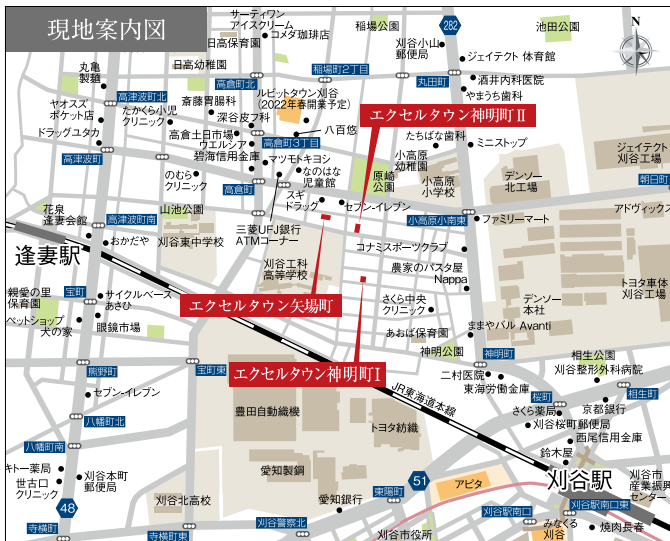 現地案内図
サーティワン
アイスクリーム
コメダ珈琲店
日高保育園
稲場公園
282
池田公園
N
刈谷小山
郵便局
丸亀
製麺
日高幼稚園
高倉町北
稲場町2丁目
ジェイテクト 体育館
丸田町
酒井内科医院
やまうち歯科
高津波町北
ヤオスズ
ポケット店
ドラッグユタカ
たかくら小児
クリニック
斎藤胃腸科
ルビットタウン刈谷
(2022年春開業予定)
深谷皮フ科
高倉土日市場
ウエルシア
碧海信用金庫
八百悠
高倉町3丁目
エクセルタウン神明町Ⅱ
たちばな歯科
ミニストップ
ジェイテクト
刈谷工場
高津波町
マツモトキヨシ
なのはな
児童館
原崎
公園
小高原
幼稚園
小高原
小学校
デンソー
北工場
朝日町
のむら
クリニック
高倉町
スギ
ドラッグ
セブン-イレブン
小高原小南東
ファミリーマート
アドヴィックス
花泉
逢妻会館
高津波町南
山池公園
おかだや
刈谷東中学校
三菱UFJ銀行
ATMコーナー
コナミスポーツクラブ
逢妻駅
刈谷工科
高等学校
農家のパスタ屋
Nappa
トヨタ車体
刈谷工場
親愛の里
保育園
宝町
サイクルベース
あさひ
エクセルタウン矢場町
さくら中央
クリニック
デンソー
本社
ペットショップ
犬の家
眼鏡市場
あおば保育園
ままやバル Avanti
神明公園
神明町
相生公園
刈谷整形外科病院
熊野町
宝町東
エクセルタウン神明町Ⅰ
二村医院
東海労働金庫
相生町
セブン-イレブン
JR東海道本線
桜町
さくら薬局
京都銀行
八幡町北
豊田自動織機
トヨタ紡織
刈谷桜町郵便局
西尾信用金庫
八幡町南
鈴木屋
キトー薬局
世古口
クリニック
刈谷本町
郵便局
愛知製鋼
51
アピタ
刈谷駅
刈谷市
産業振興
センター
48
刈谷北高校
愛知銀行
東陽町
刈谷駅南口東
寺横町
寺横町東
刈谷警察北
刈谷市役所
刈谷駅南口
みなくる
刈谷
焼肉長春